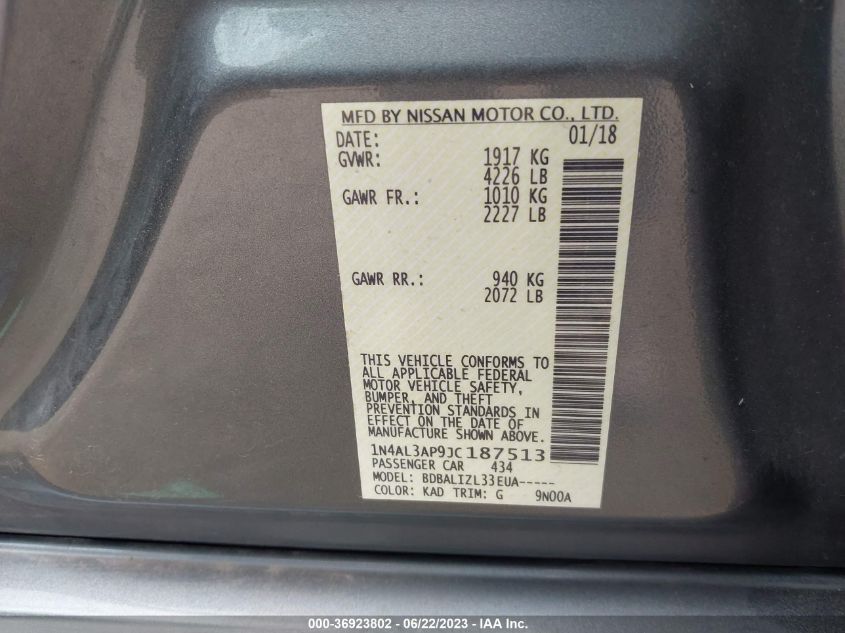 MFD BY NISSAN MOTOR CO., LTD.
DATE: 01/18
GVWR: 1917 KG
4226 LB
GAWR FR.: 1010 KG
2227 LB
GAWR RR.: 940 KG
2072 LB
THIS VEHICLE CONFORMS TO
ALL APPLICABLE FEDERAL
MOTOR VEHICLE SAFETY,
BUMPER, AND THEFT
PREVENTION STANDARDS IN
EFFECT ON THE DATE OF
MANUFACTURE SHOWN ABOVE.
1N4AL3AP9JC187513
PASSENGER CAR 434
MODEL: BDBALIZL33EUA-----
COLOR: KAD TRIM: G 9N00A
000-36923802 - 06/22/2023 - IAA Inc.